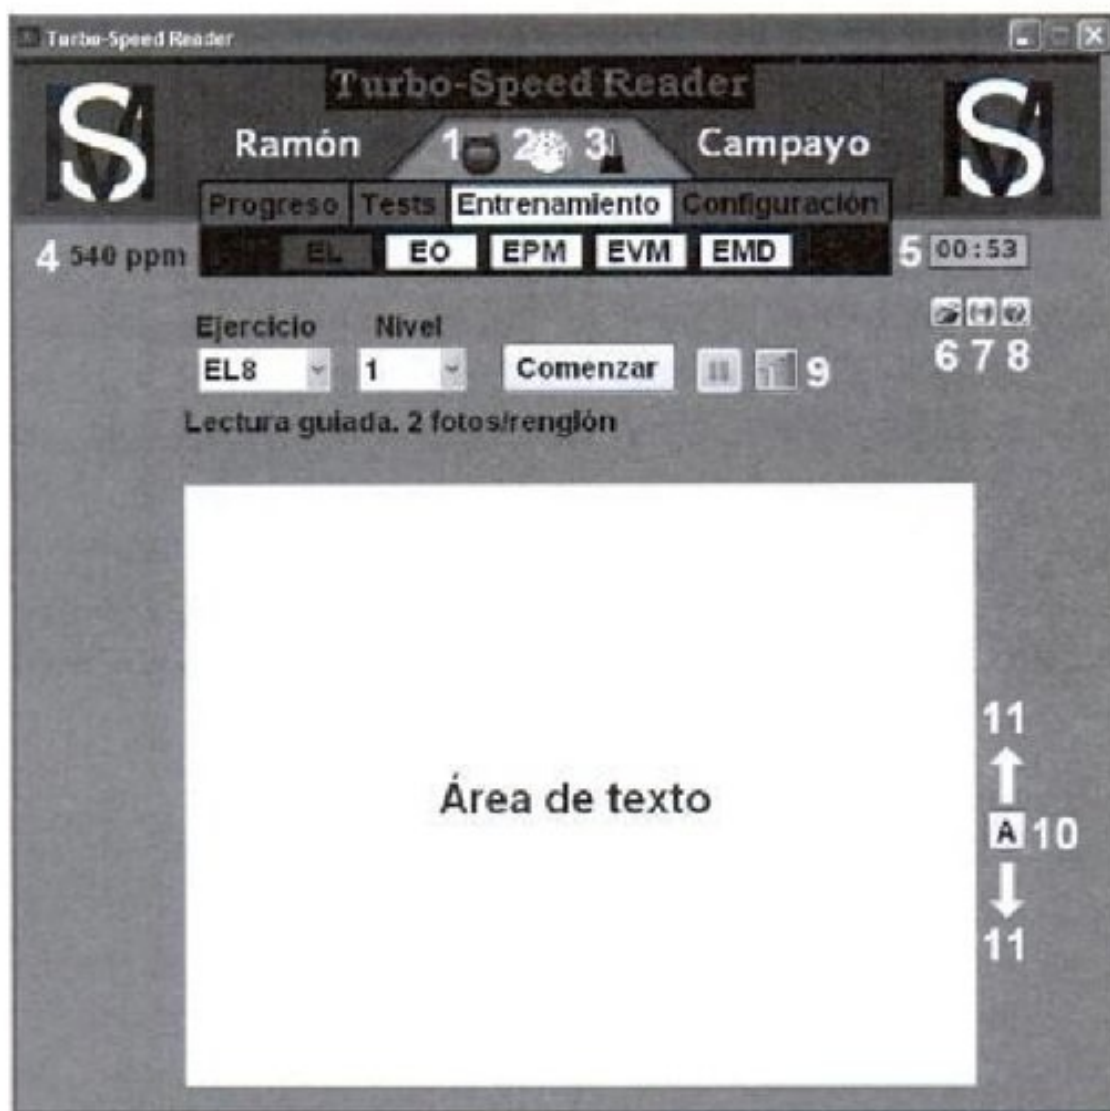 Turbo-Speed Reader
Turbo-Speed Reader
S S
Ramón 1 2 3 Campayo
Progreso Tests Entrenamiento Configuración
4 540 ppm EL EO EPM EVM EMD 5 00:53
Ejercicio Nivel
6 7 8
EL8 1 Comenzar 9
Lectura guiada. 2 fotos/renglón
11
Área de texto
A 10
11